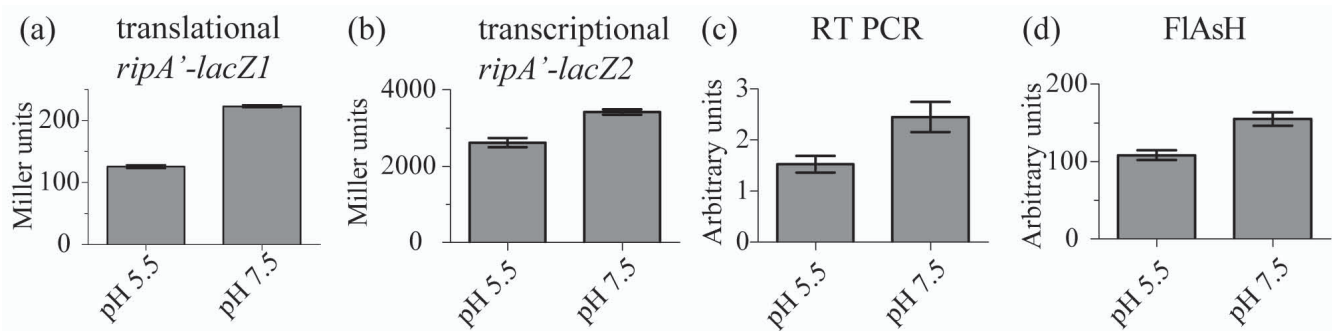 (a) translational
ripA’-lacZ1
Miller units
200
100
0
pH 5.5
pH 7.5
(b) transcriptional
ripA’-lacZ2
Miller units
4000
2000
0
pH 5.5
pH 7.5
(c) RT PCR
Arbitrary units
3
2
1
0
pH 5.5
pH 7.5
(d) FlAsH
Arbitrary units
200
100
0
pH 5.5
pH 7.5